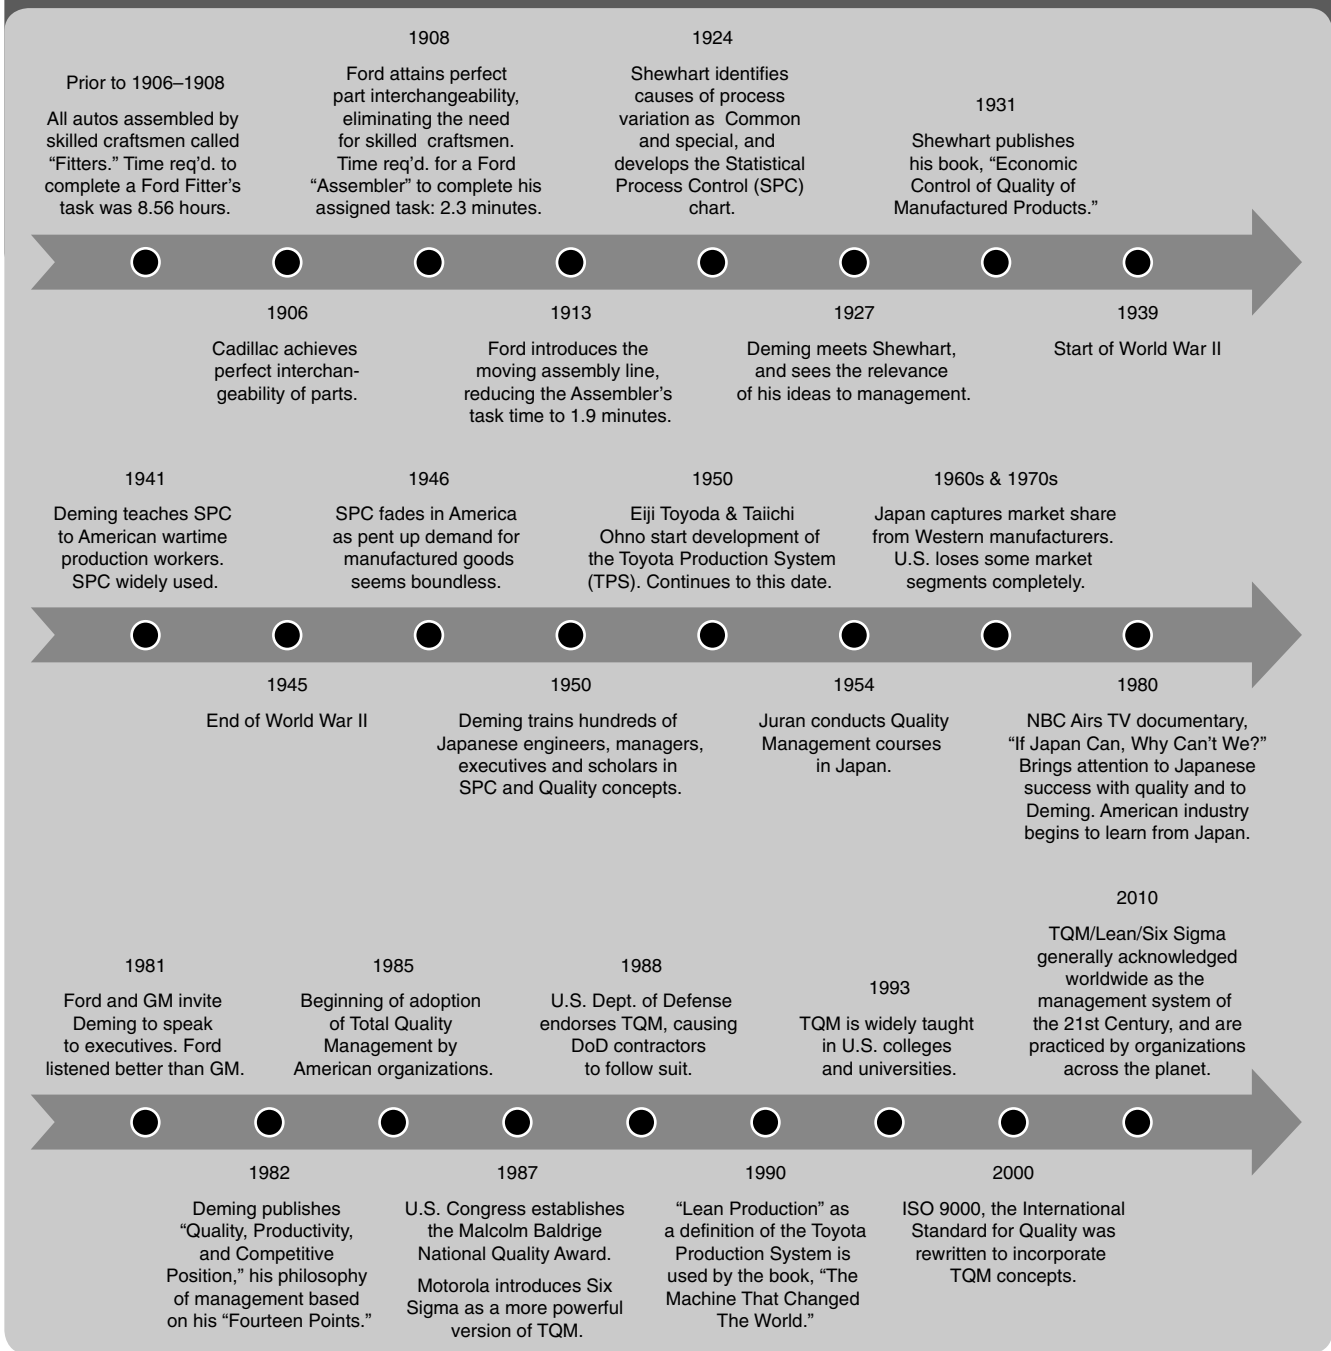 Prior to 1906–1908
All autos assembled by
skilled craftsmen called
“Fitters.” Time req’d. to
complete a Ford Fitter’s
task was 8.56 hours.
1906
Cadillac achieves
perfect interchan-
geability of parts.
1908
Ford attains perfect
part interchangeability,
eliminating the need
for skilled craftsmen.
Time req’d. for a Ford
“Assembler” to complete his
assigned task: 2.3 minutes.
1913
Ford introduces the
moving assembly line,
reducing the Assembler’s
task time to 1.9 minutes.
1924
Shewhart identifies
causes of process
variation as Common
and special, and
develops the Statistical
Process Control (SPC)
chart.
1927
Deming meets Shewhart,
and sees the relevance
of his ideas to management.
1931
Shewhart publishes
his book, “Economic
Control of Quality of
Manufactured Products.”
1939
Start of World War II
1941
Deming teaches SPC
to American wartime
production workers.
SPC widely used.
1945
End of World War II
1946
SPC fades in America
as pent up demand for
manufactured goods
seems boundless.
1950
Deming trains hundreds of
Japanese engineers, managers,
executives and scholars in
SPC and Quality concepts.
1950
Eiji Toyoda & Taiichi
Ohno start development of
the Toyota Production System
(TPS). Continues to this date.
1954
Juran conducts Quality
Management courses
in Japan.
1960s & 1970s
Japan captures market share
from Western manufacturers.
U.S. loses some market
segments completely.
1980
NBC Airs TV documentary,
“If Japan Can, Why Can’t We?”
Brings attention to Japanese
success with quality and to
Deming. American industry
begins to learn from Japan.
1981
Ford and GM invite
Deming to speak
to executives. Ford
listened better than GM.
1982
Deming publishes
“Quality, Productivity,
and Competitive
Position,” his philosophy
of management based
on his “Fourteen Points.”
1985
Beginning of adoption
of Total Quality
Management by
American organizations.
1987
U.S. Congress establishes
the Malcolm Baldrige
National Quality Award.
Motorola introduces Six
Sigma as a more powerful
version of TQM.
1988
U.S. Dept. of Defense
endorses TQM, causing
DoD contractors
to follow suit.
1990
“Lean Production” as
a definition of the Toyota
Production System is
used by the book, “The
Machine That Changed
The World.”
1993
TQM is widely taught
in U.S. colleges
and universities.
2000
ISO 9000, the International
Standard for Quality was
rewritten to incorporate
TQM concepts.
2010
TQM/Lean/Six Sigma
generally acknowledged
worldwide as the
management system of
the 21st Century, and are
practiced by organizations
across the planet.